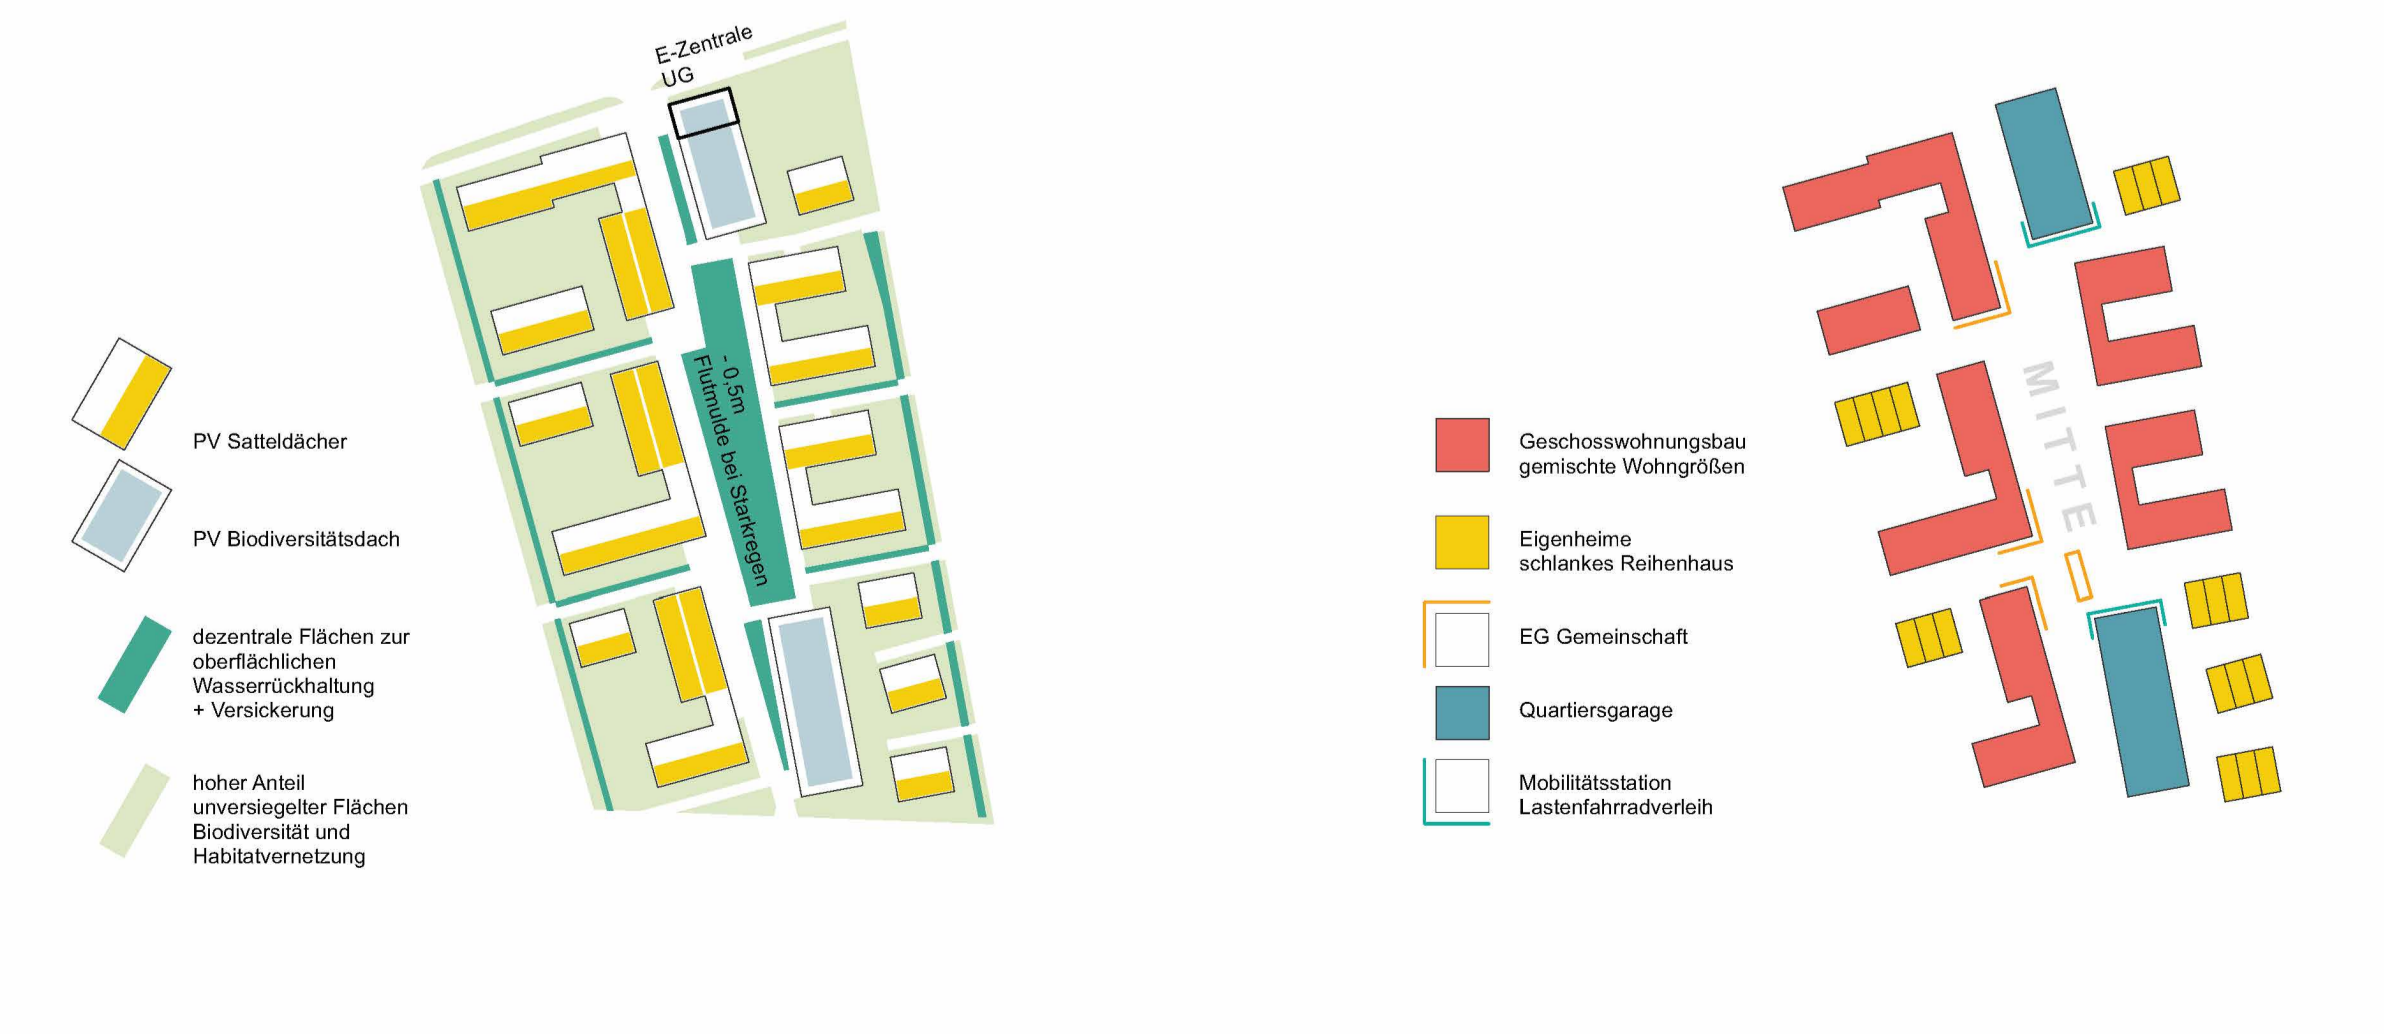 E-Zentrale
UG
- 0,5m
Flutmulde bei Starkregen
PV Satteldächer
PV Biodiversitätsdach
dezentrale Flächen zur
oberflächlichen
Wasserrückhaltung
+ Versickerung
hoher Anteil
unversiegelter Flächen
Biodiversität und
Habitatvernetzung
MITTE
Geschosswohnungsbau
gemischte Wohngrößen
Eigenheime
schlankes Reihenhaus
EG Gemeinschaft
Quartiersgarage
Mobilitätsstation
Lastenfahrradverleih